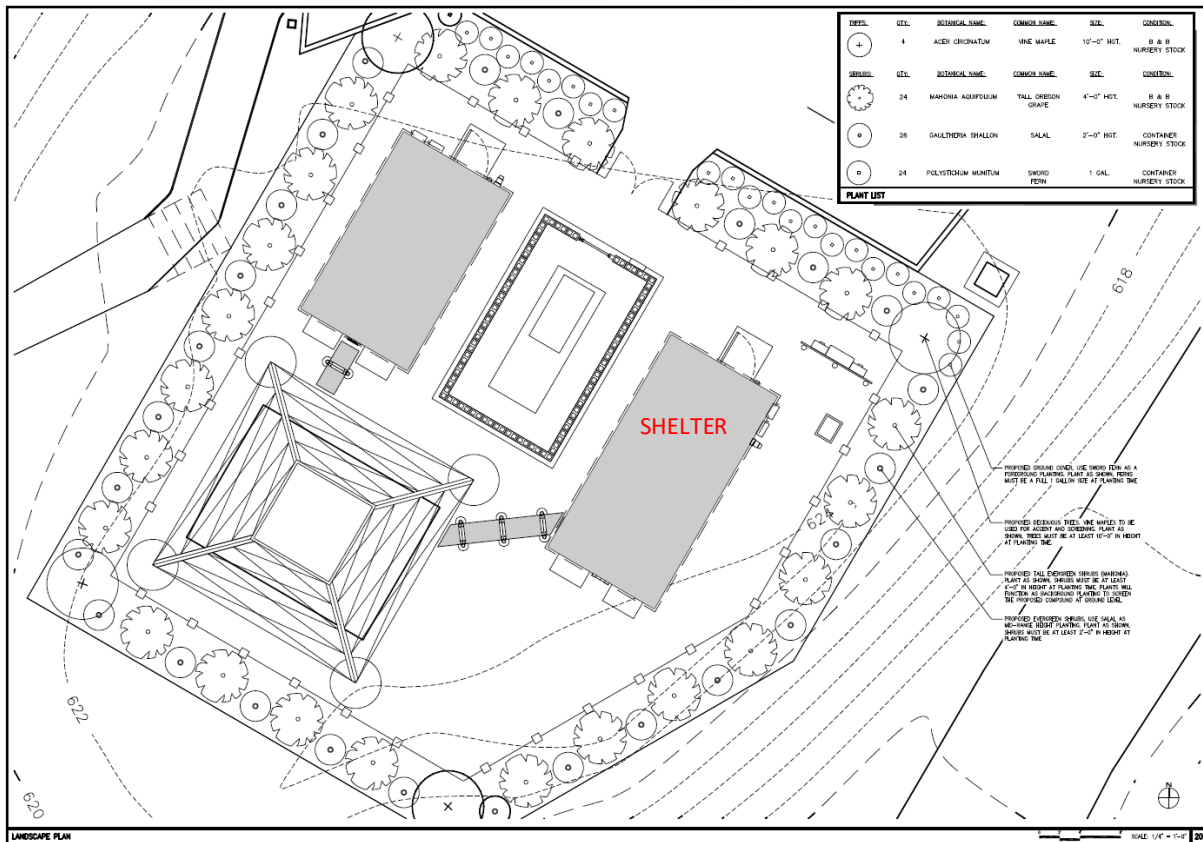 TREES: QTY: BOTANICAL NAME: COMMON NAME: SIZE: CONDITION:
4 ACER CIRCINATUM VINE MAPLE 10'-0" HGT. B & B
NURSERY STOCK
SHRUBS: QTY: BOTANICAL NAME: COMMON NAME: SIZE: CONDITION:
24 MAHONIA AQUIFOLIUM TALL OREGON 4'-0" HGT. B & B
GRAPE NURSERY STOCK
26 GAULTHERIA SHALLON SALAL 2'-0" HGT. CONTAINER
NURSERY STOCK
24 POLYSTICHUM MUNITUM SWORD 1 GAL. CONTAINER
FERN NURSERY STOCK
PLANT LIST
618
SHELTER
PROPOSED GROUND COVER, USE SWORD FERN AS A
FOREGROUND PLANTING. PLANT AS SHOWN, FERNS
MUST BE A FULL 1 GALLON SIZE AT PLANTING TIME
624
PROPOSED DECIDUOUS TREES, VINE MAPLES TO BE
USED FOR ACCENT AND SCREENING. PLANT AS
SHOWN, TREES MUST BE AT LEAST 10'-0" IN HEIGHT
AT PLANTING TIME.
PROPOSED TALL EVERGREEN SHRUBS (MAHONIA).
PLANT AS SHOWN. SHRUBS MUST BE AT LEAST
4'-0" IN HEIGHT AT PLANTING TIME. PLANTS WILL
FUNCTION AS BACKGROUND PLANTING TO SCREEN
THE PROPOSED COMPOUND AT GROUND LEVEL.
PROPOSED EVERGREEN SHRUBS, USE SALAL AS
MID-RANGE HEIGHT PLANTING. PLANT AS SHOWN.
SHRUBS MUST BE AT LEAST 2'-0" IN HEIGHT AT
PLANTING TIME
622
620
N
LANDSCAPE PLAN
SCALE: 1/4" = 1'-0" 20